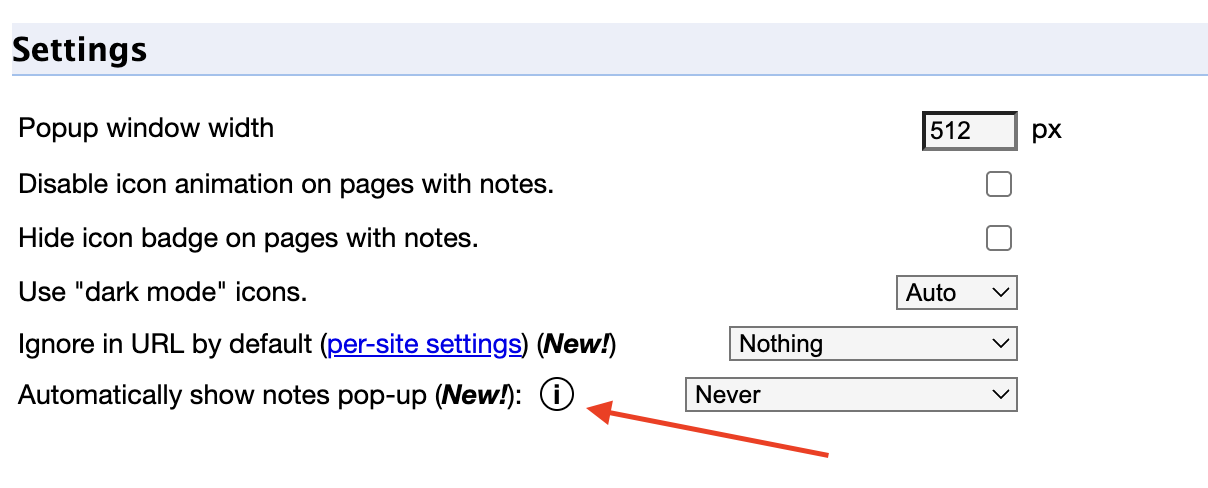 Settings
Popup window width 512 px
Disable icon animation on pages with notes.
Hide icon badge on pages with notes.
Use "dark mode" icons. Auto
Ignore in URL by default (per-site settings) (New!) Nothing
Automatically show notes pop-up (New!): i Never